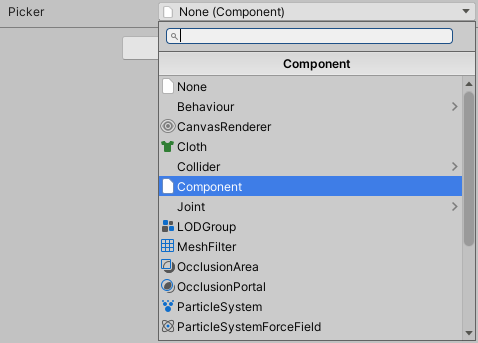 Picker None (Component)
Component
None
Behaviour
CanvasRenderer
Cloth
Collider
Component
Joint
LODGroup
MeshFilter
OcclusionArea
OcclusionPortal
ParticleSystem
ParticleSystemForceField